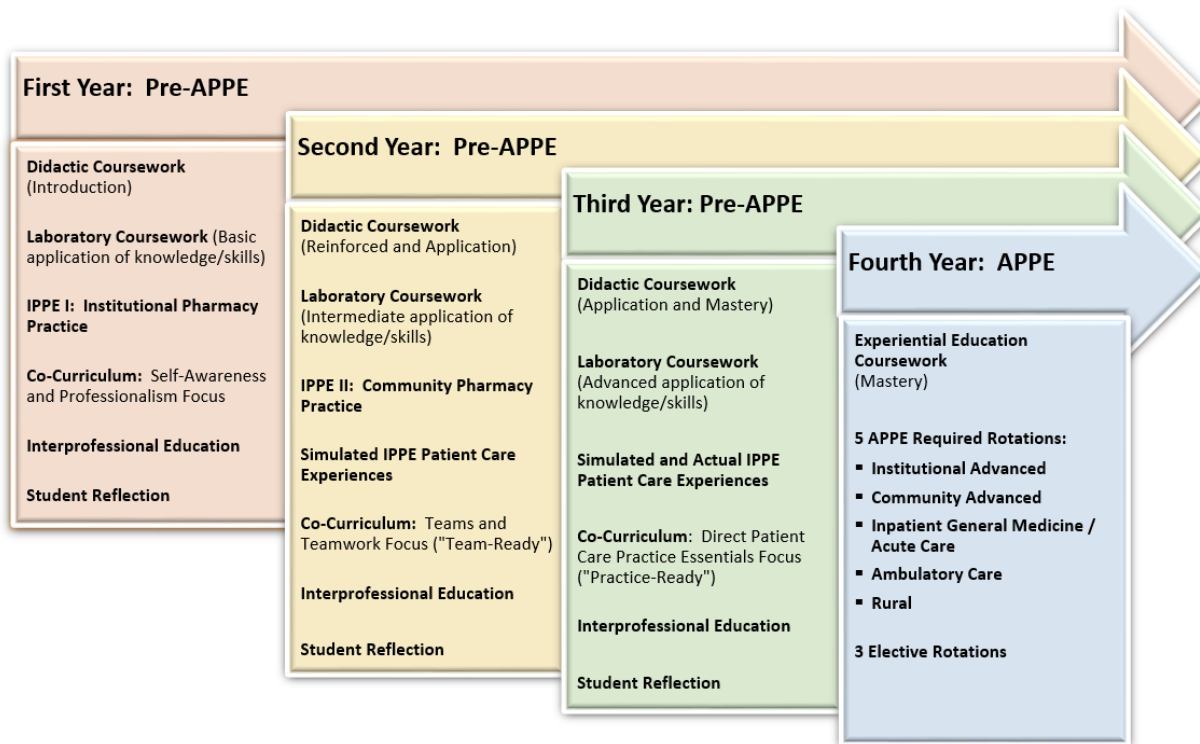 First Year: Pre-APPE
Didactic Coursework
(Introduction)
Laboratory Coursework (Basic
application of knowledge/skills)
IPPE I: Institutional Pharmacy
Practice
Co-Curriculum: Self-Awareness
and Professionalism Focus
Interprofessional Education
Student Reflection
Second Year: Pre-APPE
Didactic Coursework
(Reinforced and Application)
Laboratory Coursework
(Intermediate application of
knowledge/skills)
IPPE II: Community Pharmacy
Practice
Simulated IPPE Patient Care
Experiences
Co-Curriculum: Teams and
Teamwork Focus ("Team-Ready")
Interprofessional Education
Student Reflection
Third Year: Pre-APPE
Didactic Coursework
(Application and Mastery)
Laboratory Coursework
(Advanced application of
knowledge/skills)
Simulated and Actual IPPE
Patient Care Experiences
Co-Curriculum: Direct Patient
Care Practice Essentials Focus
("Practice-Ready")
Interprofessional Education
Student Reflection
Fourth Year: APPE
Experiential Education
Coursework
(Mastery)
5 APPE Required Rotations:
▪ Institutional Advanced
▪ Community Advanced
▪ Inpatient General Medicine /
Acute Care
▪ Ambulatory Care
▪ Rural
3 Elective Rotations